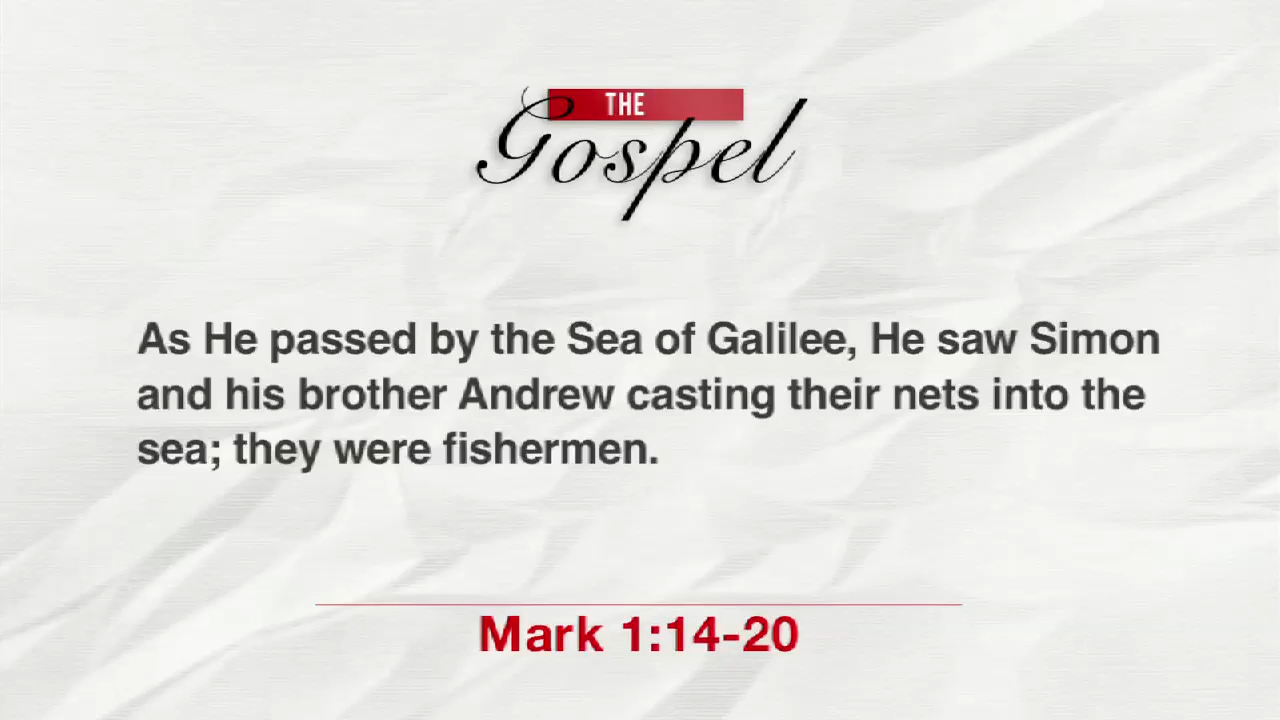 THE
Gospel
As He passed by the Sea of Galilee, He saw Simon
and his brother Andrew casting their nets into the
sea; they were fishermen.
Mark 1:14-20